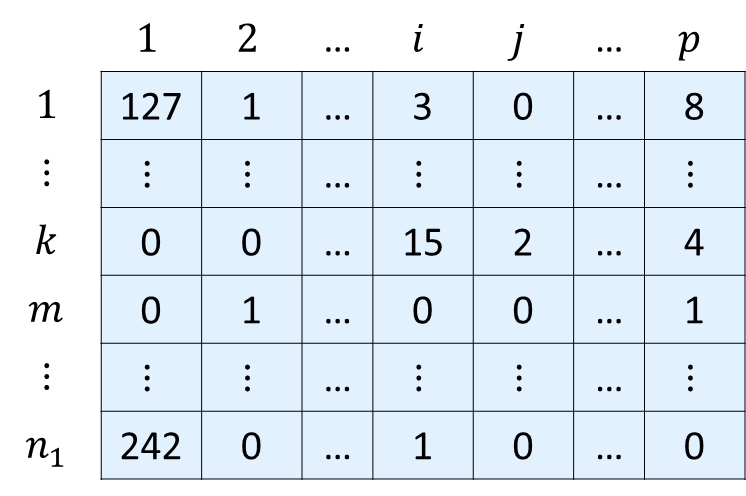 1 2 … i j … p
1 127 1 … 3 0 … 8
⋮ ⋮ ⋮ … ⋮ ⋮ … ⋮
k 0 0 … 15 2 … 4
m 0 1 … 0 0 … 1
⋮ ⋮ ⋮ … ⋮ ⋮ … ⋮
n₁ 242 0 … 1 0 … 0